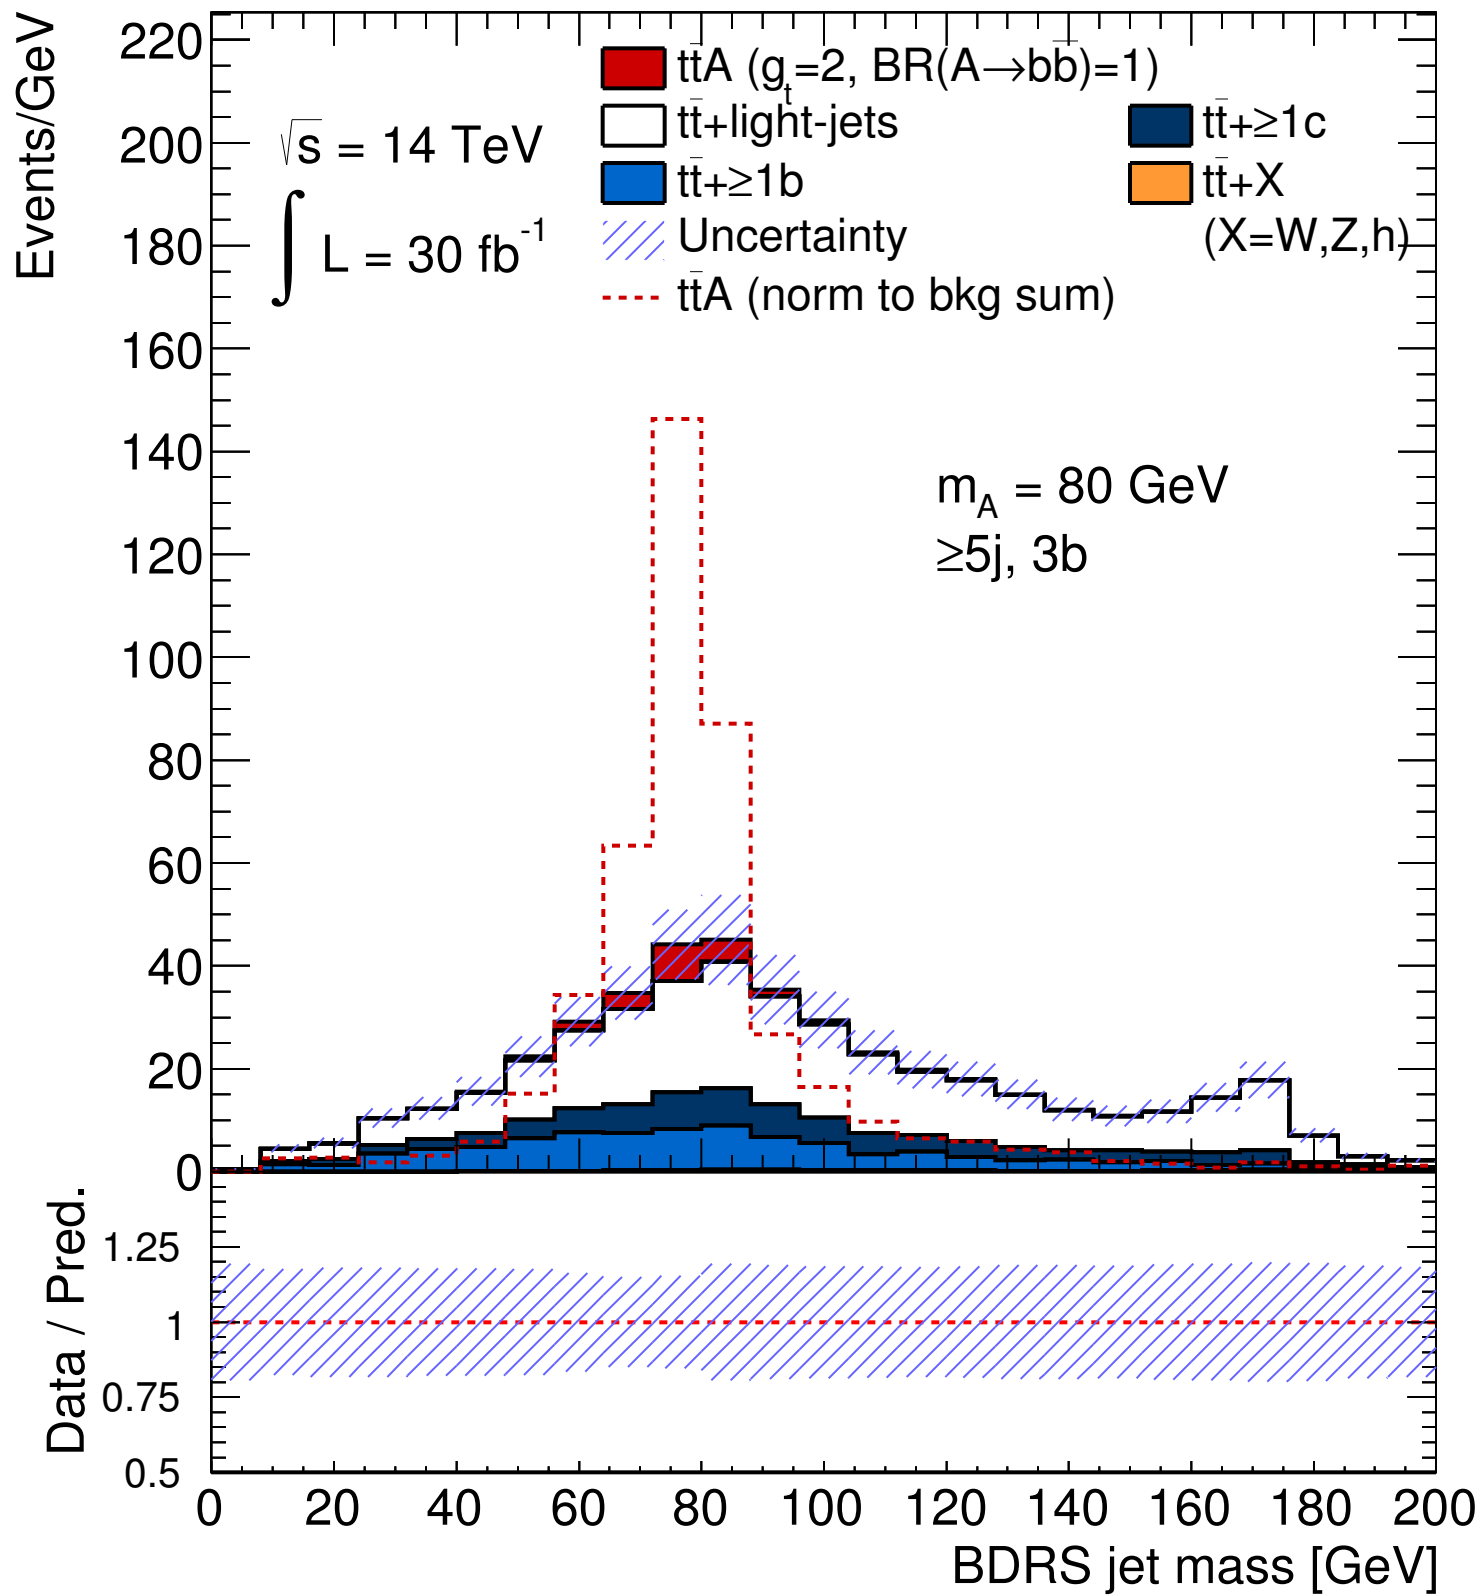 Events/GeV
220
200
180
160
140
120
100
80
60
40
20
0
tt̄A (g_t=2, BR(A→bb̄)=1)
tt̄+light-jets
tt̄+≥1c
tt̄+≥1b
tt̄+X
Uncertainty
(X=W,Z,h)
tt̄A (norm to bkg sum)
√s = 14 TeV
∫ L = 30 fb⁻¹
m_A = 80 GeV
≥5j, 3b
Data / Pred.
1.25
1
0.75
0.5
0 20 40 60 80 100 120 140 160 180 200
BDRS jet mass [GeV]